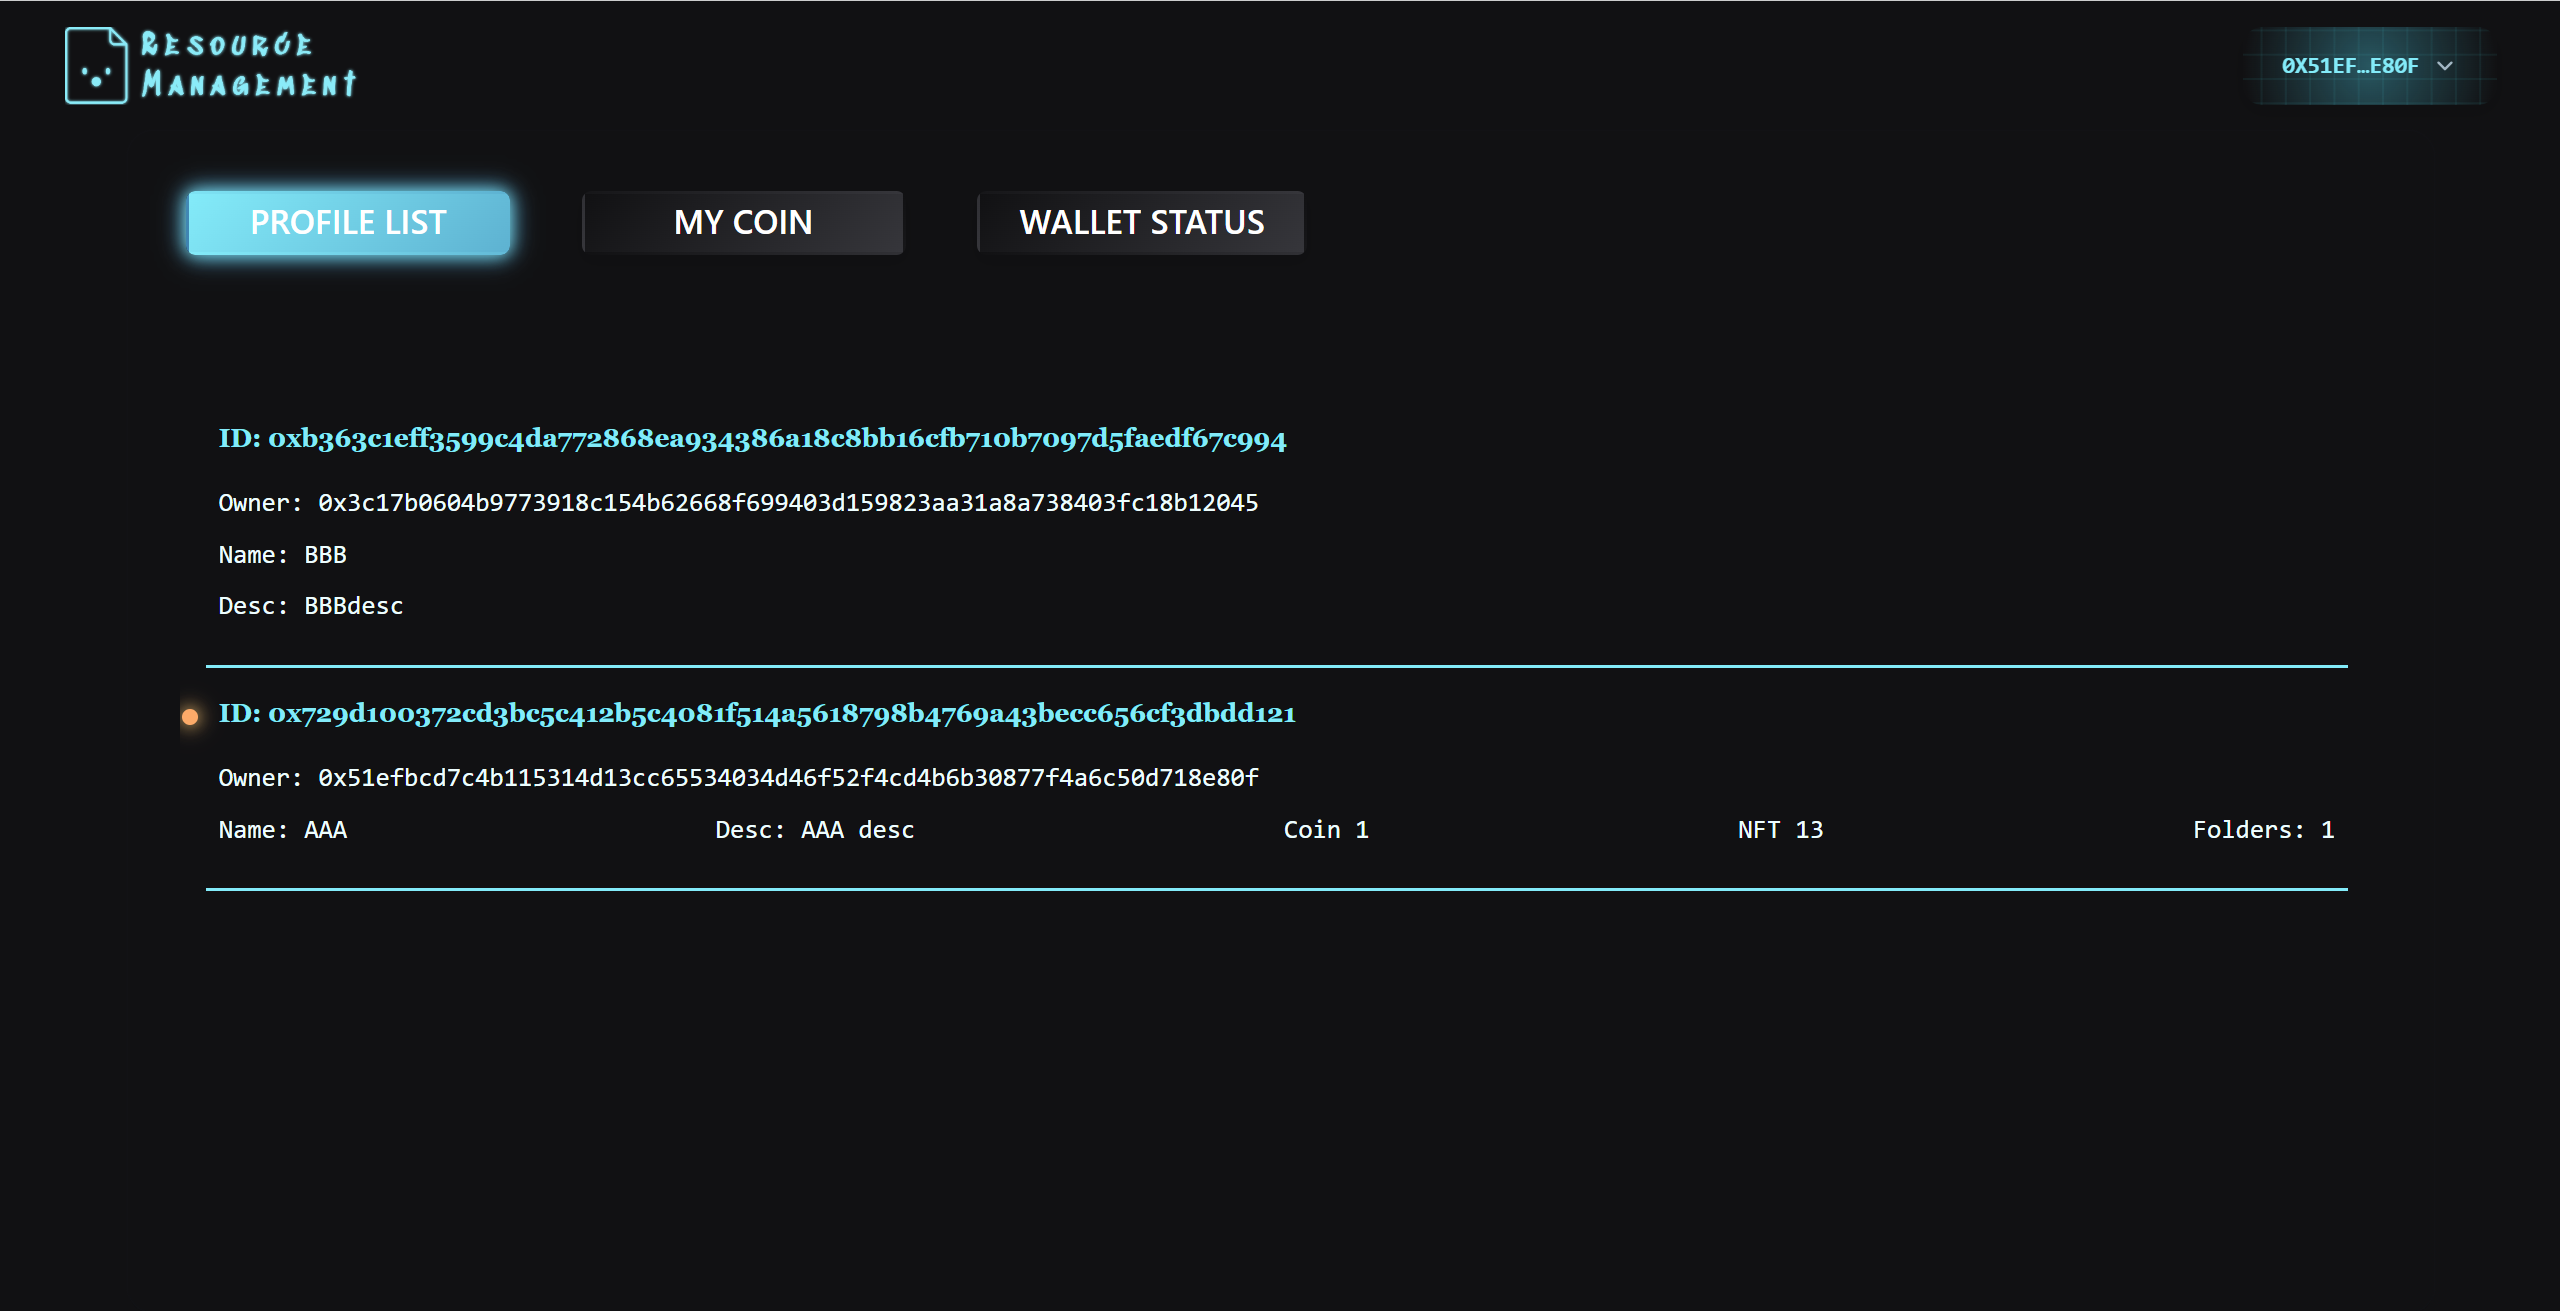 RESOURCE
MANAGEMENT
0X51EF...E80F
PROFILE LIST
MY COIN
WALLET STATUS
ID: 0xb363c1eff3599c4da772868ea934386a18c8bb16cfb710b7097d5faedf67c994
Owner: 0x3c17b0604b9773918c154b62668f699403d159823aa31a8a738403fc18b12045
Name: BBB
Desc: BBBdesc
ID: 0x729d100372cd3bc5c412b5c4081f514a5618798b4769a43becc656cf3dbdd121
Owner: 0x51efbcd7c4b115314d13cc65534034d46f52f4cd4b6b30877f4a6c50d718e80f
Name: AAA Desc: AAA desc Coin 1 NFT 13 Folders: 1